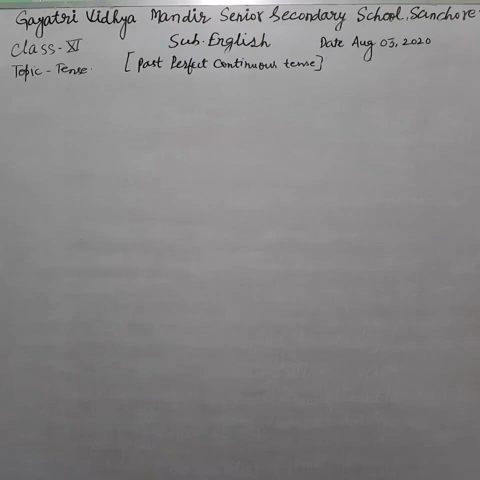 Gayatri Vidhya Mandir Senior Secondary School, Sanchore.
Class - XI Sub. English Date Aug 03, 2020
Topic - Tense. [Past Perfect Continuous tense]